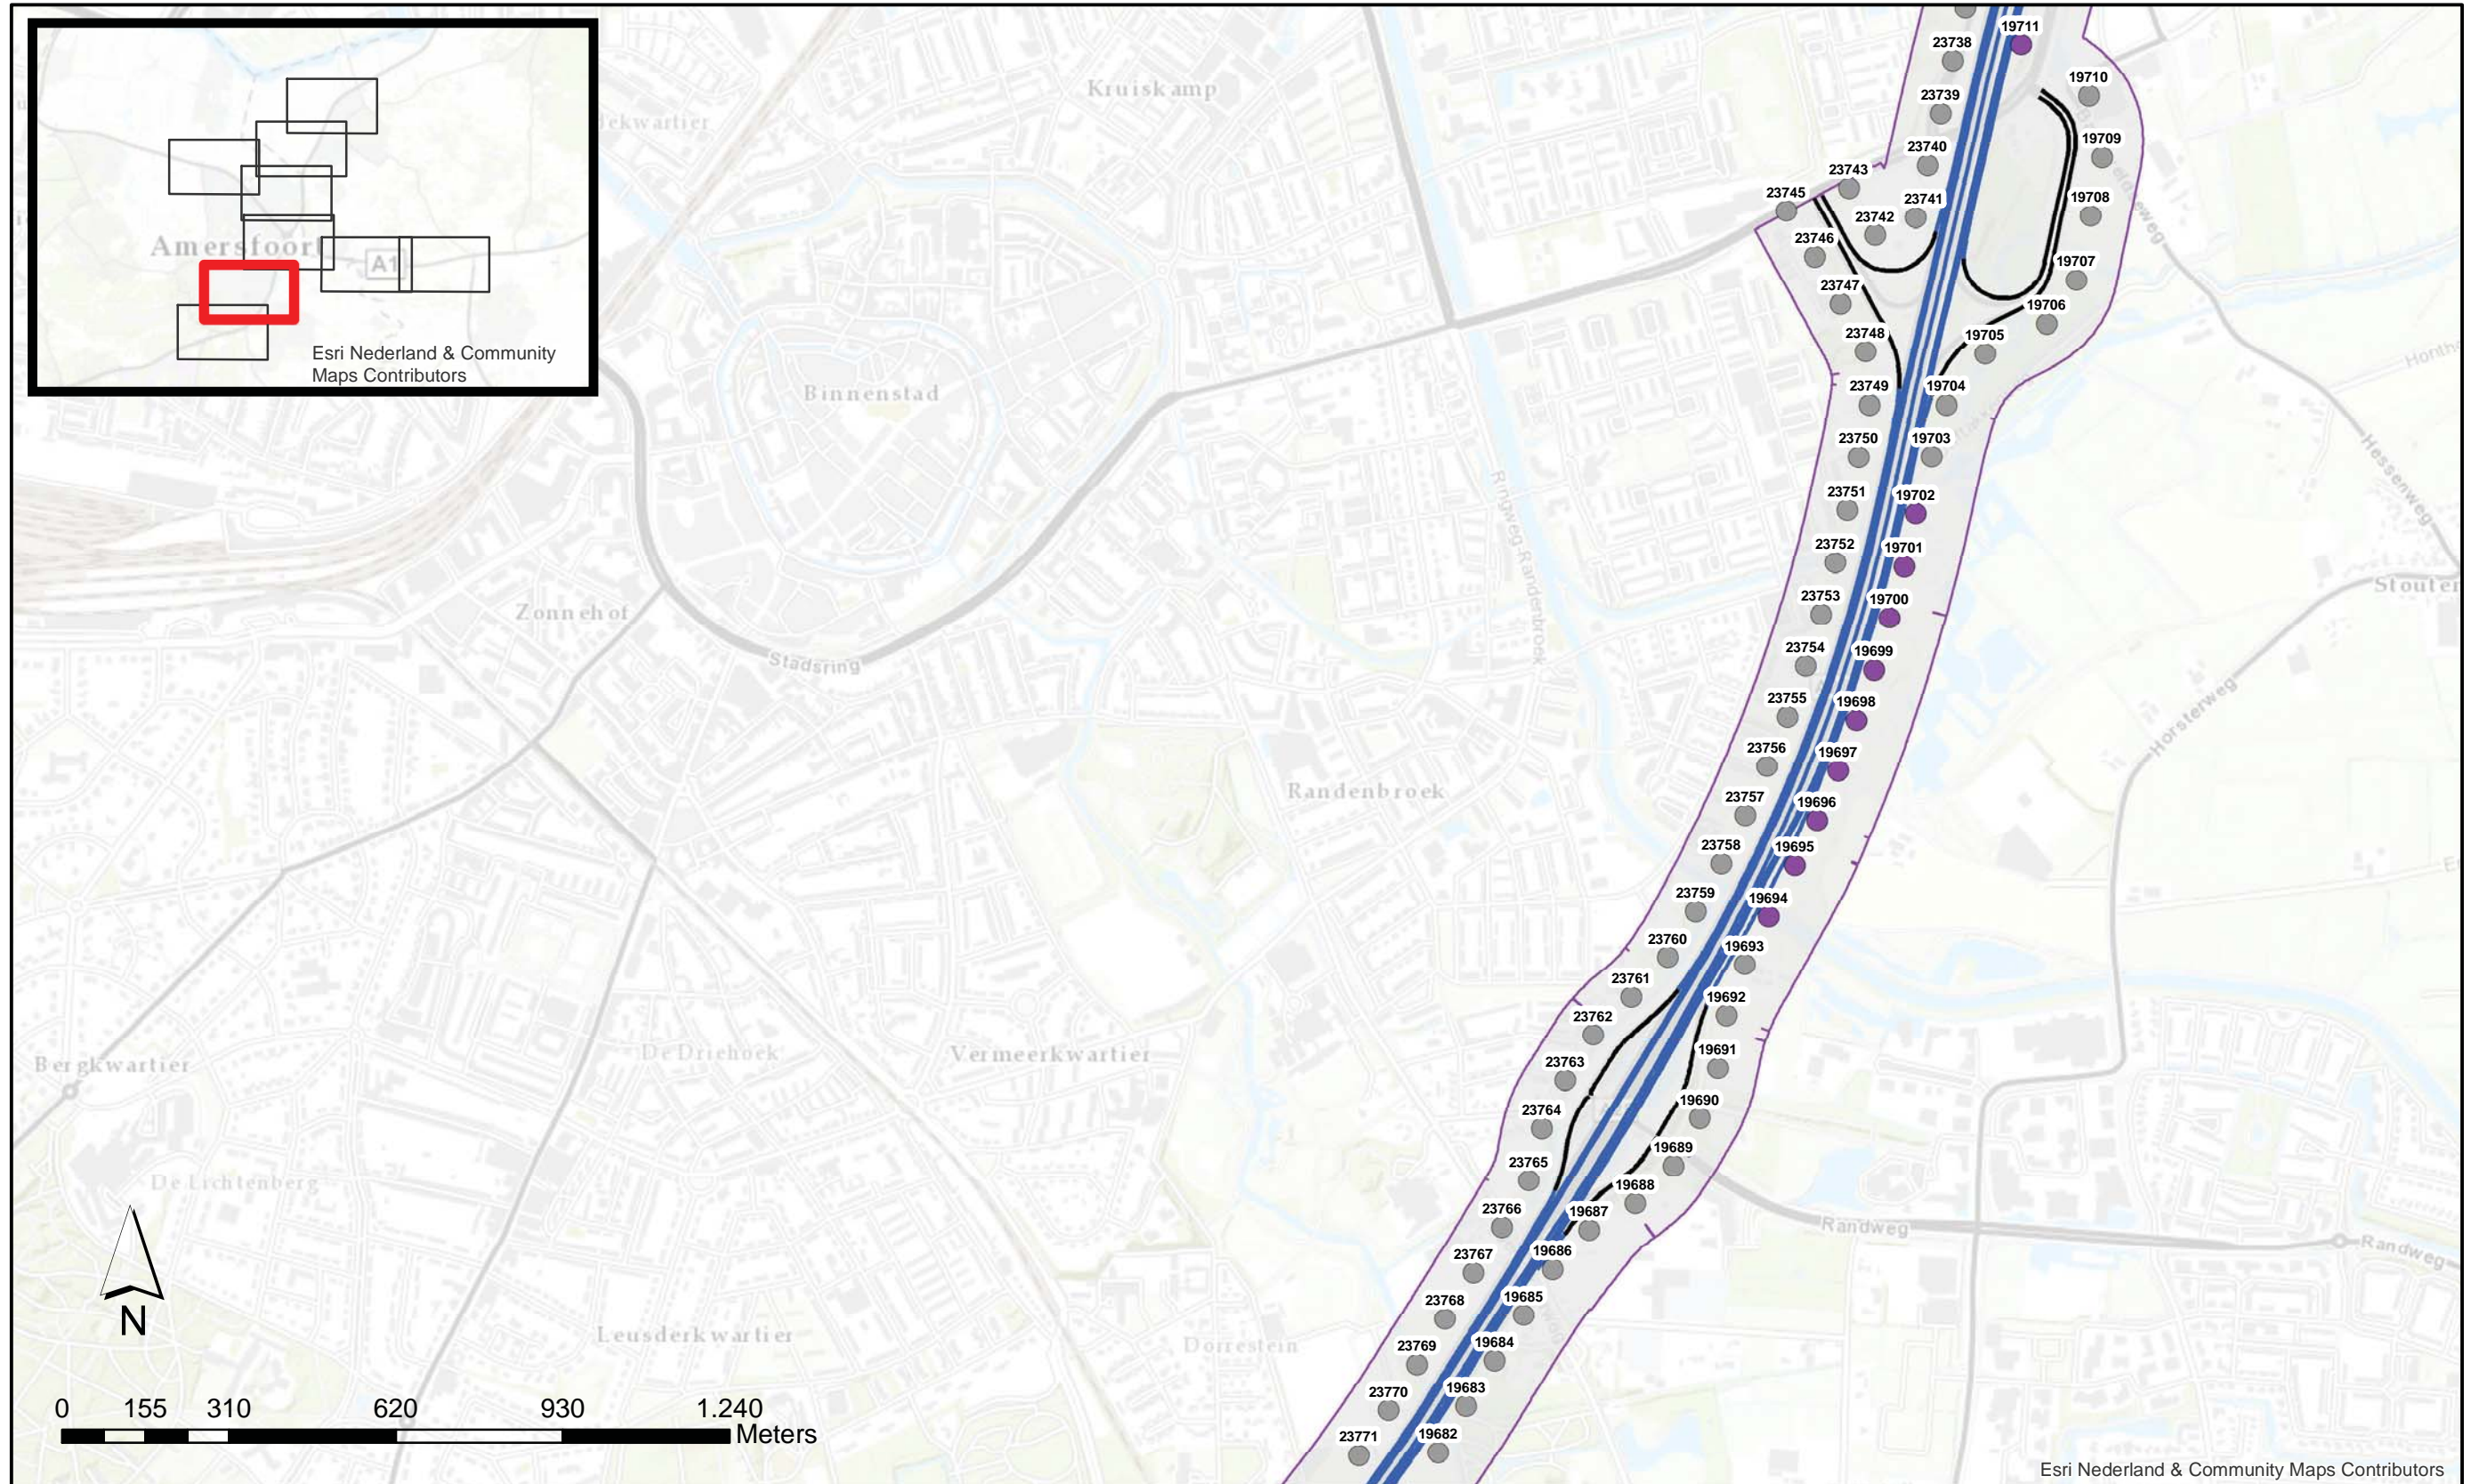 Amersfoort
A1
Esri Nederland & Community
Maps Contributors
Kruiskamp
19711
23738
19710
23739
19709
23740
23743
23745
23741
19708
23742
23746
19707
23747
19706
23748
19705
23749
19704
Binnenstad
23750
19703
Hessenweg
23751
19702
Ringweg-Randenbroek
23752
19701
23753
19700
Zonnehof
Stadsring
23754
19699
23755
19698
Horsterweg
23756
19697
Randenbroek
23757
19696
23758
19695
23759
19694
23760
19693
23761
19692
23762
Bergkwartier
De Driehoek
Vermeerkwartier
23763
19691
23764
19690
23765
19689
De Lichtenberg
23766
19688
19687
Randweg
Randweg
23767
19686
23768
19685
Leusderkwartier
Dorrestein
23769
19684
23770
19683
23771
19682
N
0 155 310 620 930 1.240
Meters
Esri Nederland & Community Maps Contributors